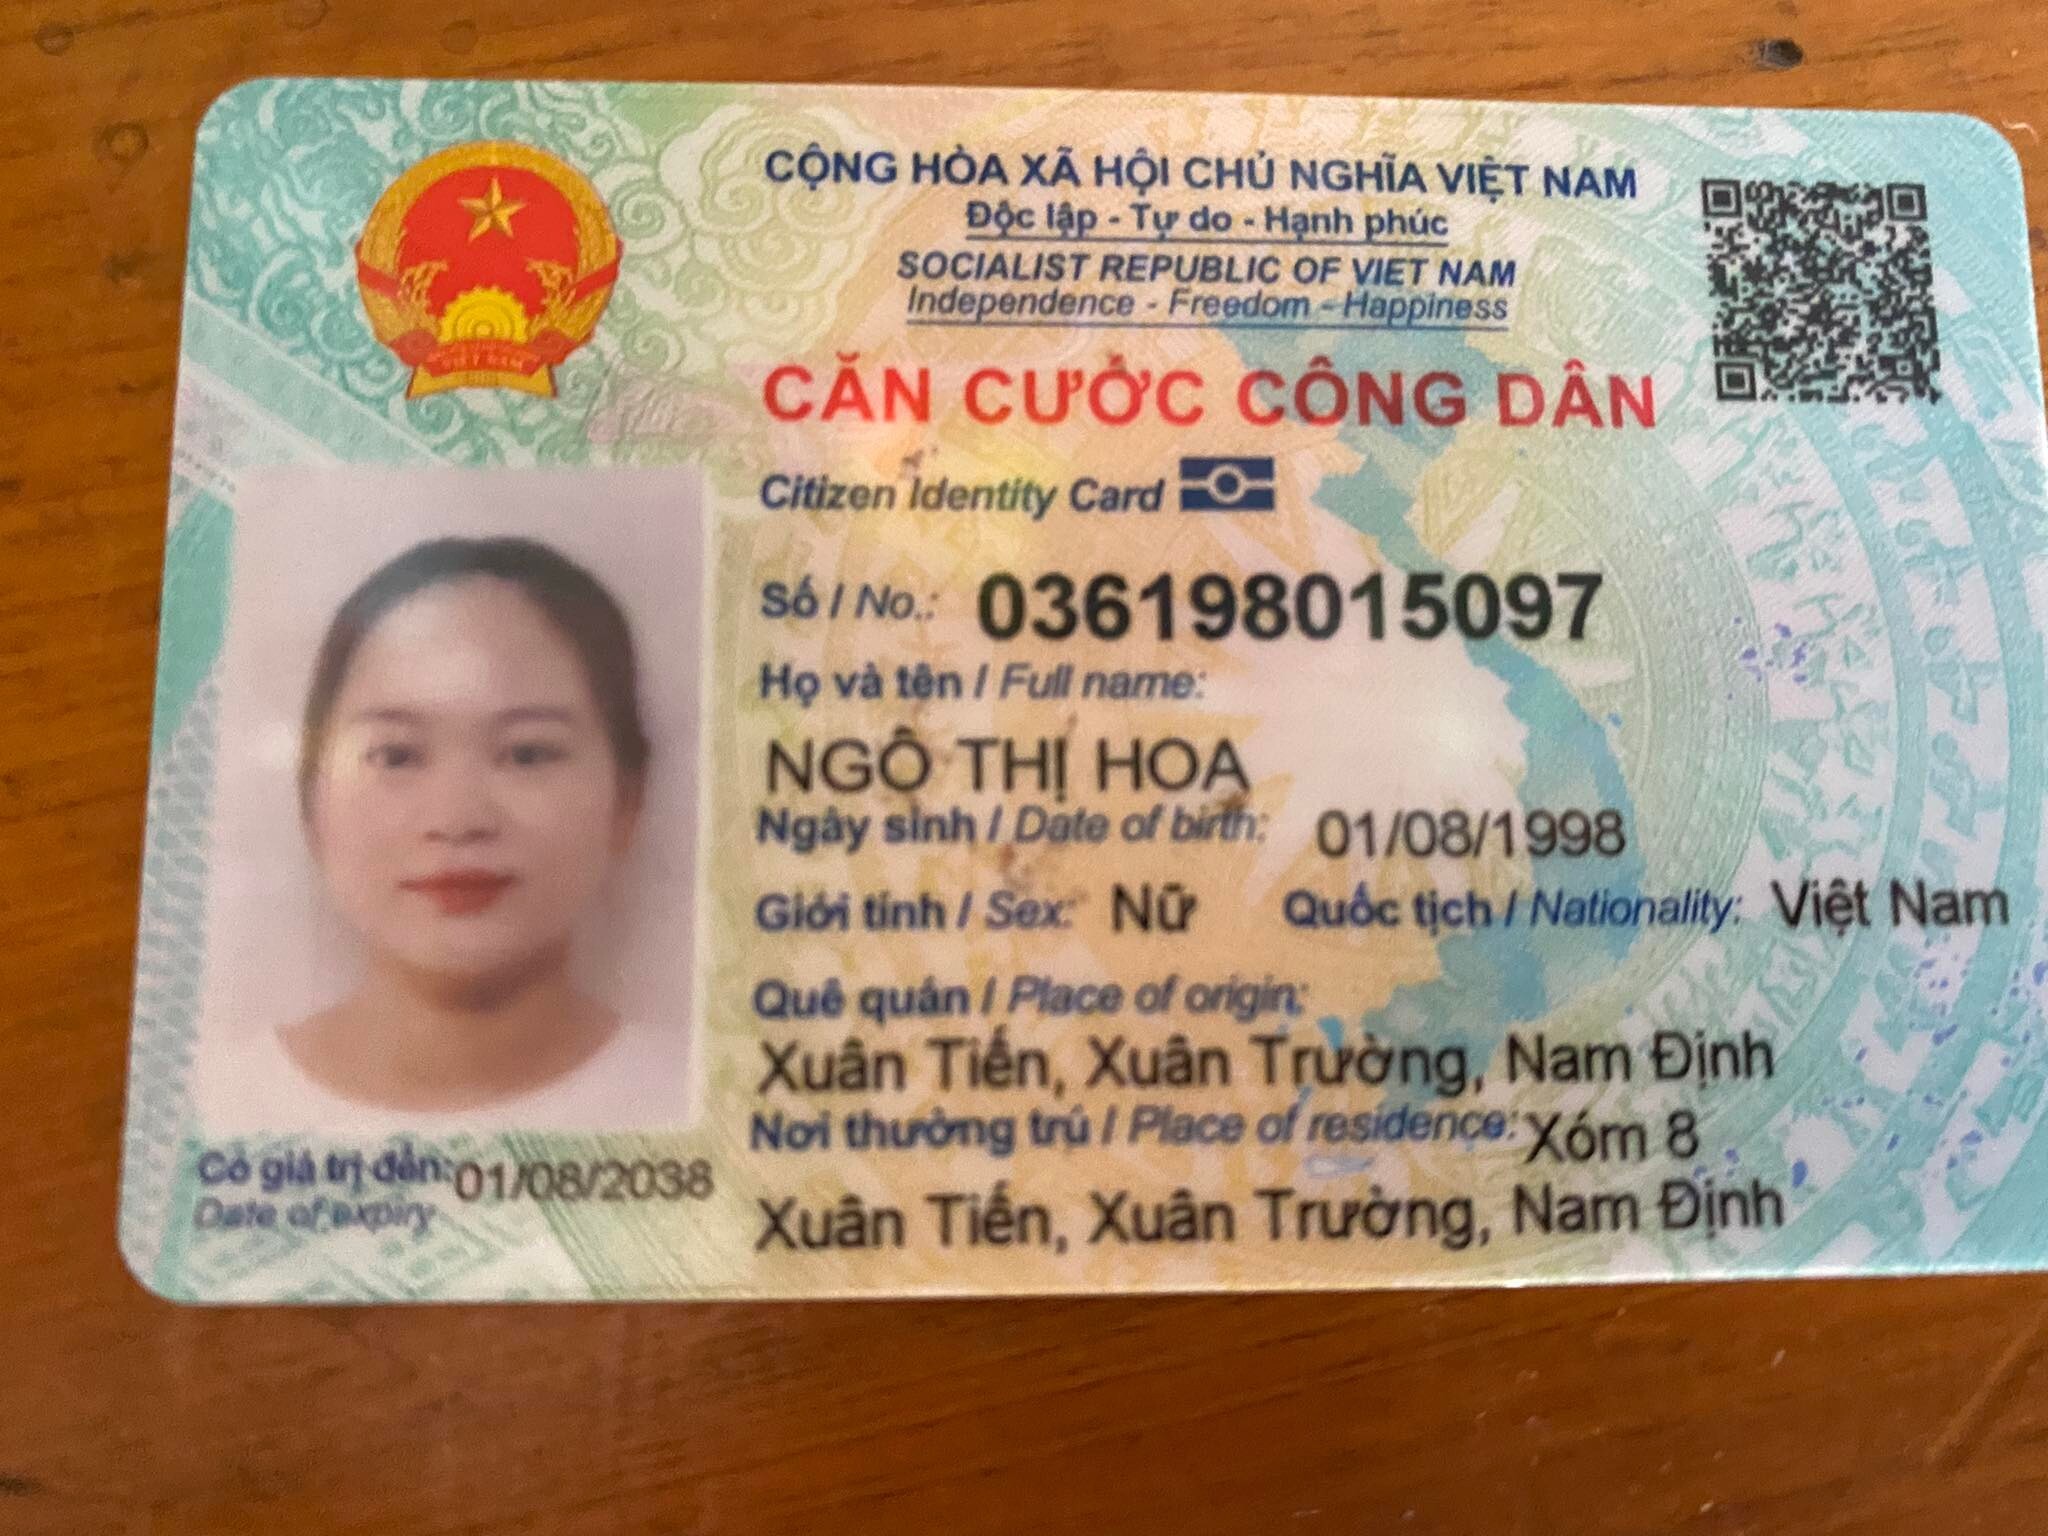 CỘNG HÒA XÃ HỘI CHỦ NGHĨA VIỆT NAM
Độc lập - Tự do - Hạnh phúc
SOCIALIST REPUBLIC OF VIET NAM
Independence - Freedom - Happiness
CĂN CƯỚC CÔNG DÂN
Citizen Identity Card
Số / No.: 036198015097
Họ và tên / Full name:
NGÔ THỊ HOA
Ngày sinh / Date of birth: 01/08/1998
Giới tính / Sex: Nữ Quốc tịch / Nationality: Việt Nam
Quê quán / Place of origin:
Xuân Tiến, Xuân Trường, Nam Định
Nơi thường trú / Place of residence: Xóm 8
Xuân Tiến, Xuân Trường, Nam Định
Có giá trị đến: 01/08/2038
Date of expiry
VIỆT NAM